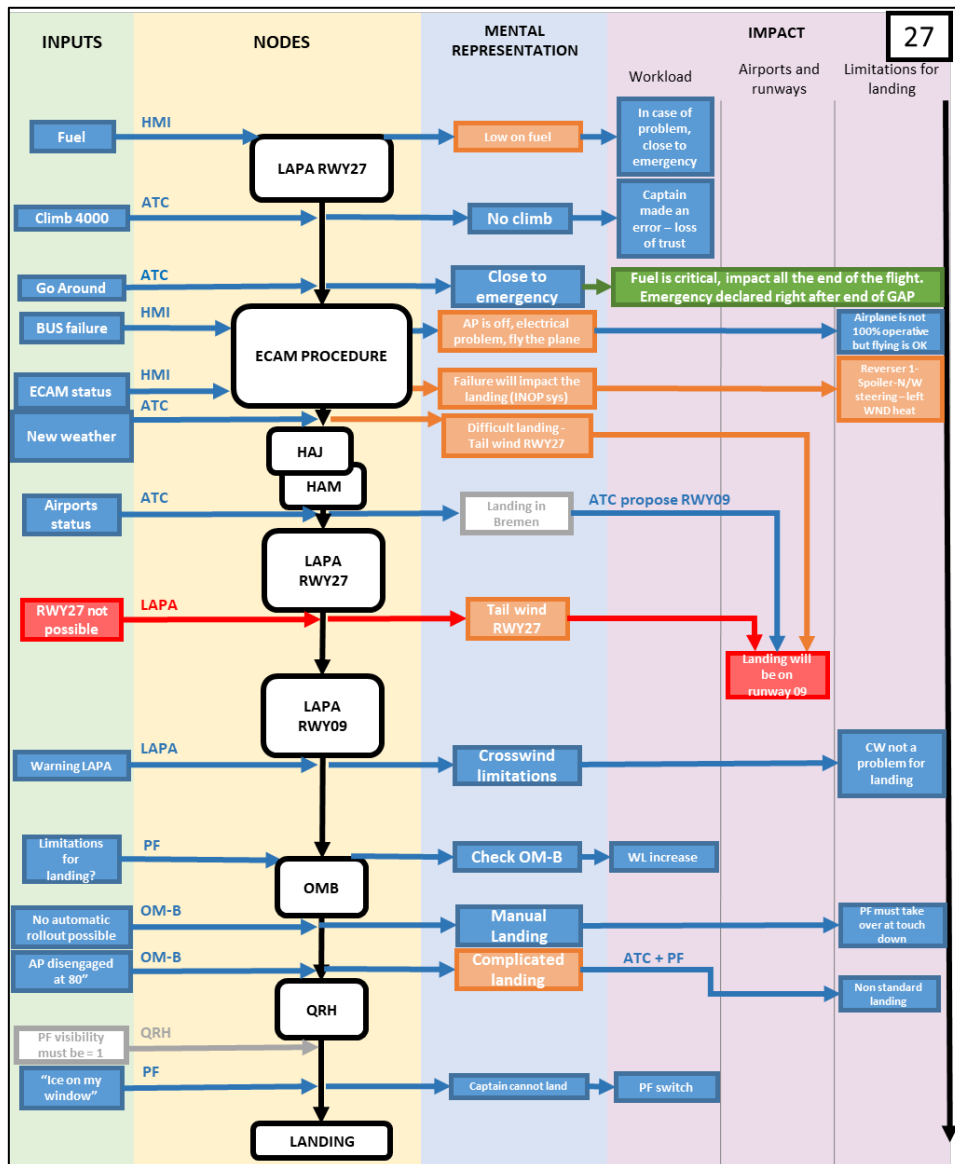 INPUTS
NODES
MENTAL
REPRESENTATION
IMPACT
27
Workload
Airports and
runways
Limitations for
landing
Fuel
HMI
LAPA RWY27
Low on fuel
In case of
problem,
close to
emergency
Climb 4000
ATC
No climb
Captain
made an
error – loss
of trust
Go Around
ATC
Close to
emergency
Fuel is critical, impact all the end of the flight.
Emergency declared right after end of GAP
BUS failure
HMI
ECAM PROCEDURE
AP is off, electrical
problem, fly the plane
Airplane is not
100% operative
but flying is OK
ECAM status
HMI
Failure will impact the
landing (INOP sys)
Reverser 1-
Spoiler-N/W
steering – left
WND heat
New weather
ATC
Difficult landing -
Tail wind RWY27
HAJ
HAM
Airports
status
ATC
Landing in
Bremen
ATC propose RWY09
LAPA
RWY27
RWY27 not
possible
LAPA
Tail wind
RWY27
Landing will
be on
runway 09
LAPA
RWY09
Warning LAPA
LAPA
Crosswind
limitations
CW not a
problem for
landing
Limitations
for
landing?
PF
Check OM-B
WL increase
OMB
No automatic
rollout possible
OM-B
Manual
Landing
PF must take
over at touch
down
AP disengaged
at 80”
OM-B
Complicated
landing
ATC + PF
Non standard
landing
QRH
PF visibility
must be = 1
QRH
“Ice on my
window”
PF
Captain cannot land
PF switch
LANDING